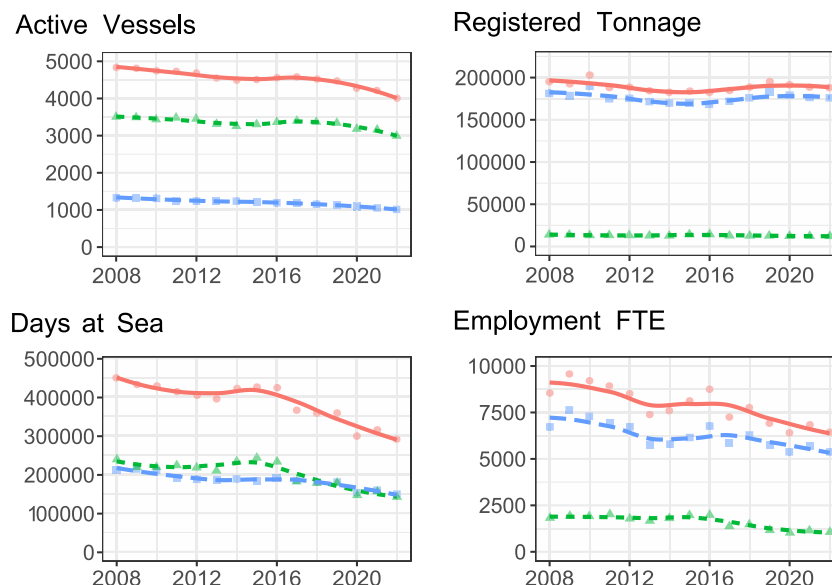 Active Vessels
5000
4000
3000
2000
1000
0
2008 2012 2016 2020
Registered Tonnage
200000
150000
100000
50000
0
2008 2012 2016 2020
Days at Sea
500000
400000
300000
200000
100000
0
2008 2012 2016 2020
Employment FTE
10000
7500
5000
2500
0
2008 2012 2016 2020